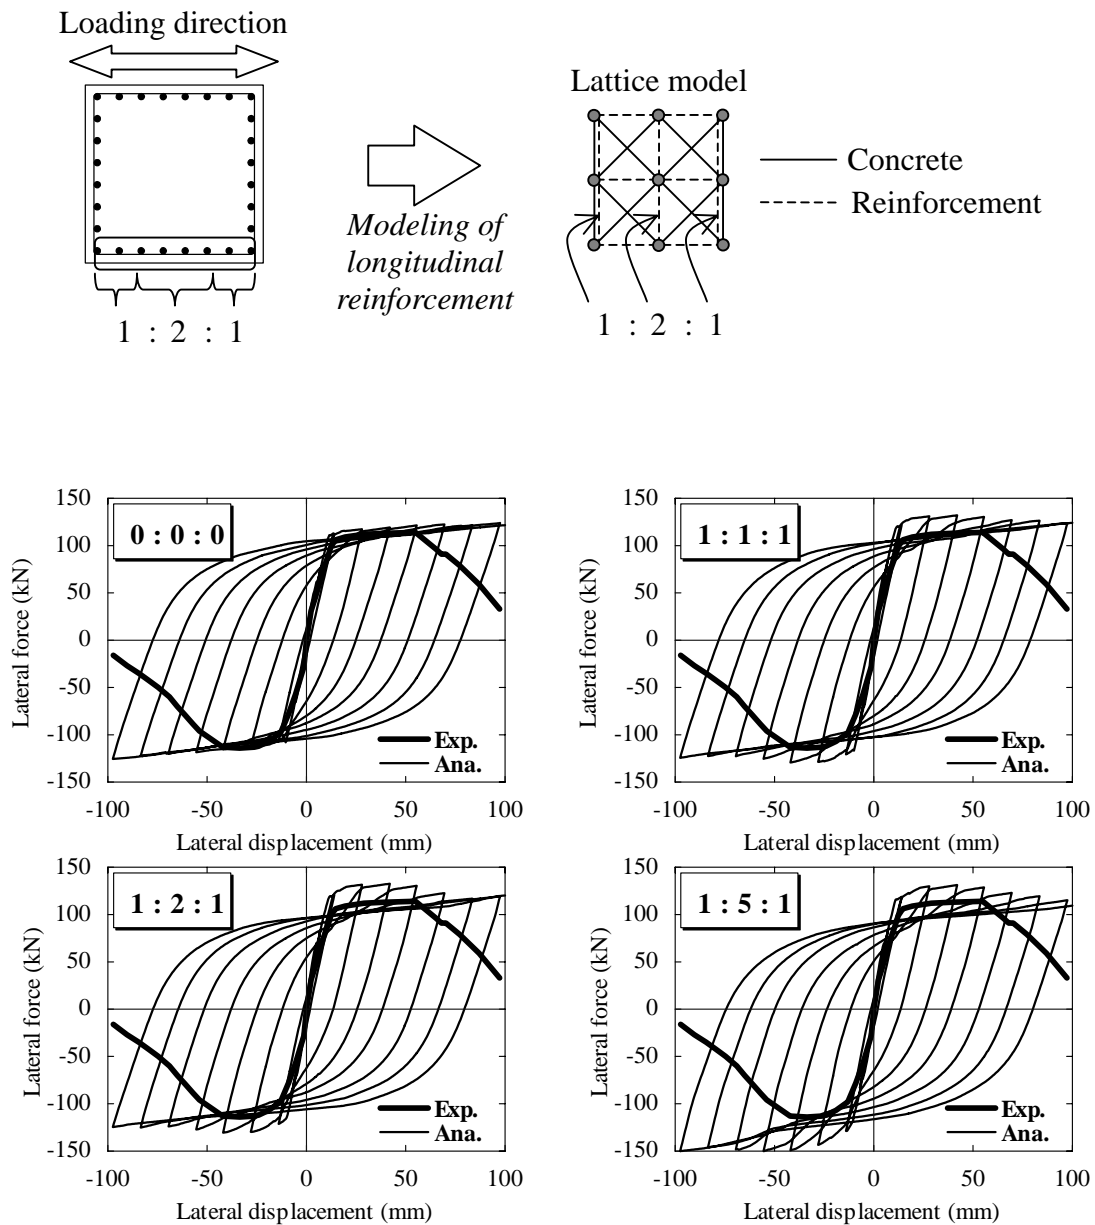 Loading direction
Lattice model
Concrete
Reinforcement
Modeling of
longitudinal
reinforcement
1 : 2 : 1
1 : 2 : 1
150
100
50
0
-50
-100
-150
Lateral force (kN)
0 : 0 : 0
Exp.
Ana.
-100 -50 0 50 100
Lateral displacement (mm)
150
100
50
0
-50
-100
-150
Lateral force (kN)
1 : 1 : 1
Exp.
Ana.
-100 -50 0 50 100
Lateral displacement (mm)
150
100
50
0
-50
-100
-150
Lateral force (kN)
1 : 2 : 1
Exp.
Ana.
-100 -50 0 50 100
Lateral displacement (mm)
150
100
50
0
-50
-100
-150
Lateral force (kN)
1 : 5 : 1
Exp.
Ana.
-100 -50 0 50 100
Lateral displacement (mm)